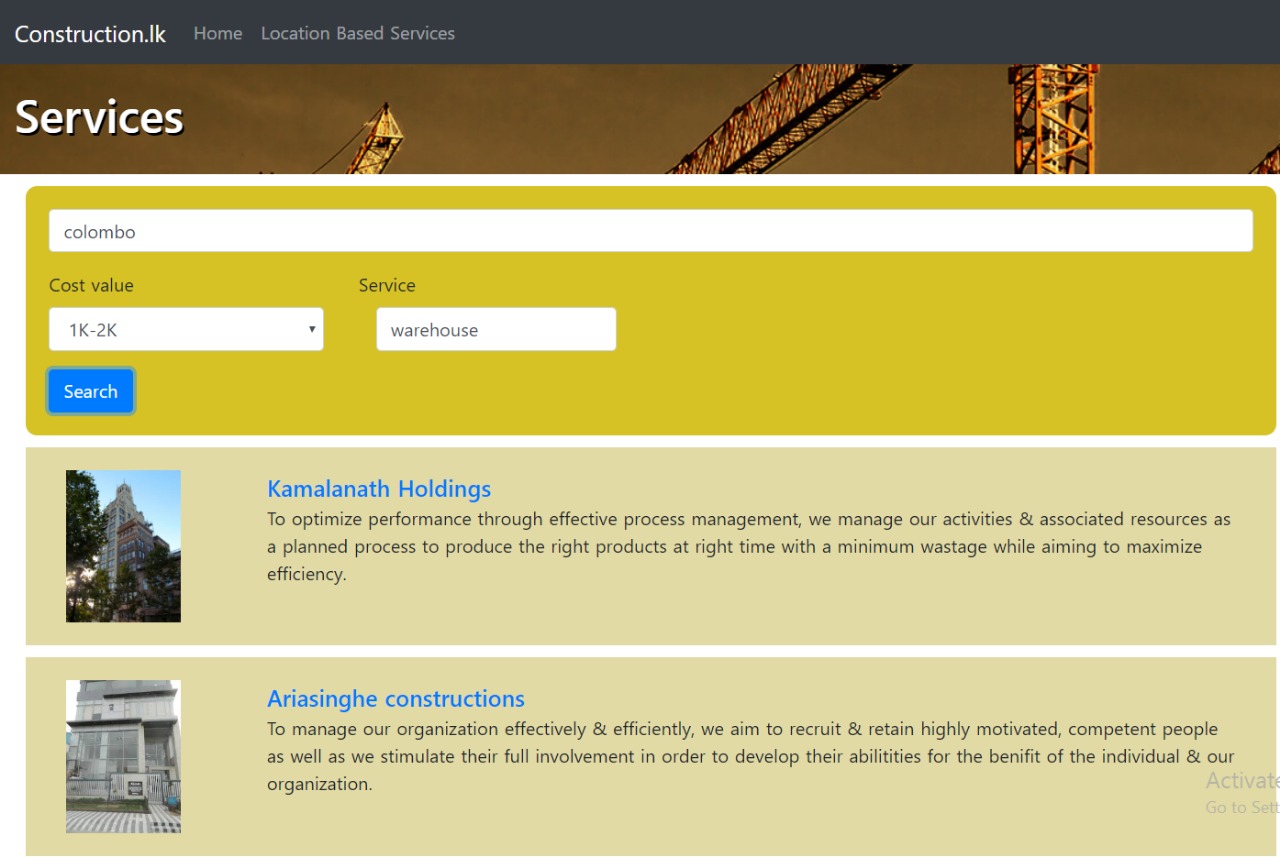 Construction.lk Home Location Based Services
Services
colombo
Cost value Service
1K-2K warehouse
Search
Kamalanath Holdings
To optimize performance through effective process management, we manage our activities & associated resources as
a planned process to produce the right products at right time with a minimum wastage while aiming to maximize
efficiency.
Ariasinghe constructions
To manage our organization effectively & efficiently, we aim to recruit & retain highly motivated, competent people
as well as we stimulate their full involvement in order to develop their abilitities for the benifit of the individual & our
organization.
Activate
Go to Sett